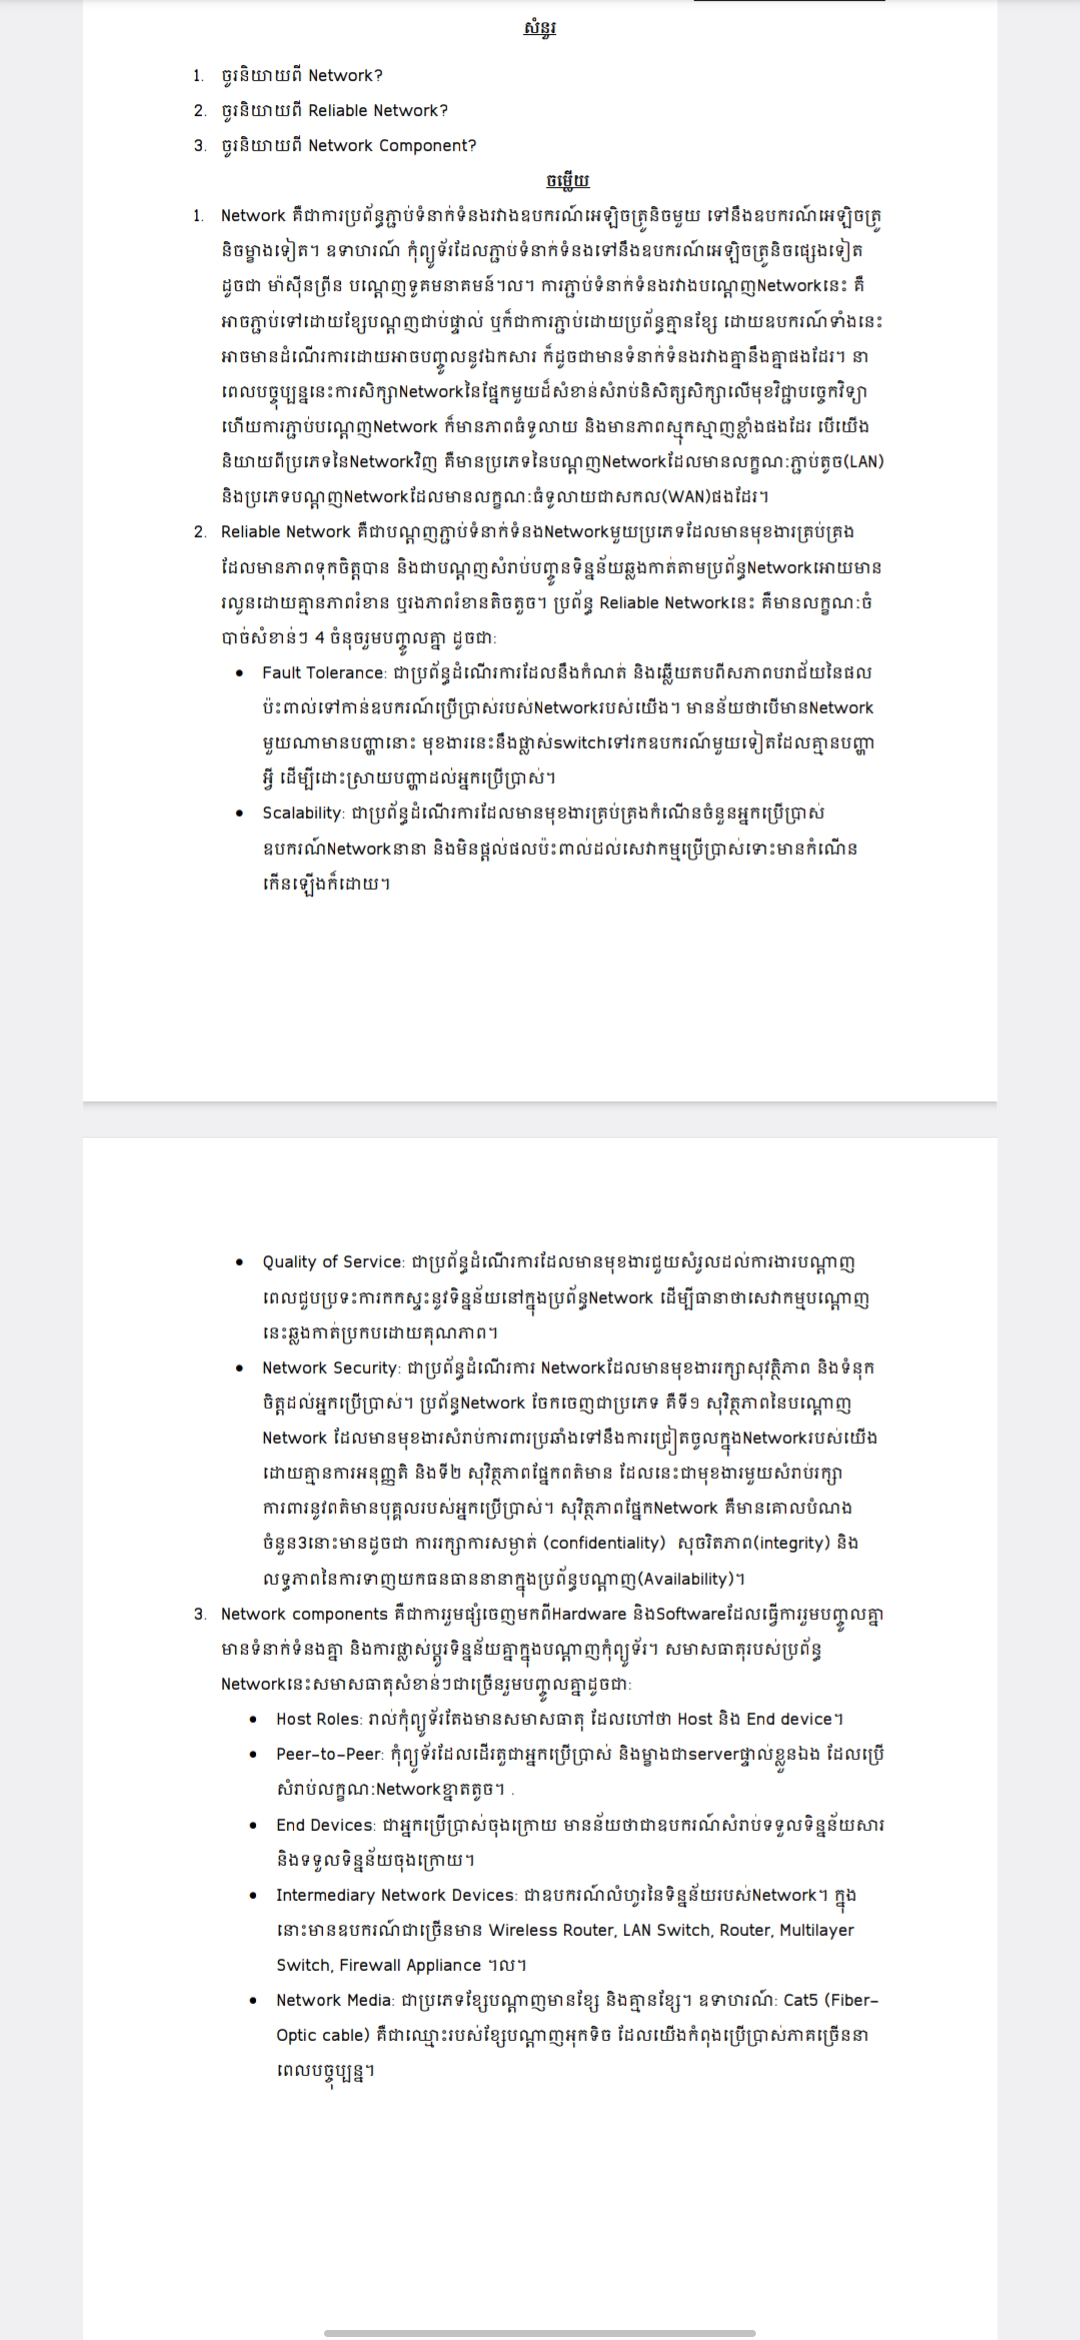 សំនួរ
1. ចូរនិយាយពី Network?
2. ចូរនិយាយពី Reliable Network?
3. ចូរនិយាយពី Network Component?
ចម្លើយ
1. Network គឺជាការប្រព័ន្ធភ្ជាប់ទំនាក់ទំនងរវាងឧបករណ៍អេឡិចត្រូនិចមួយ ទៅនឹងឧបករណ៍អេឡិចត្រូ
និចម្ខាងទៀត។ ឧទាហរណ៍ កុំព្យូទ័រដែលភ្ជាប់ទំនាក់ទំនងទៅនឹងឧបករណ៍អេឡិចត្រូនិចផ្សេងទៀត
ដូចជា ម៉ាស៊ីនព្រីន បណ្តេញទូគមនាគមន៍។ល។ ការភ្ជាប់ទំនាក់ទំនងរវាងបណ្តេញNetworkនេះ គឺ
អាចភ្ជាប់ទៅដោយខ្សែបណ្តញជាប់ផ្ទាល់ ឬក៏ជាការភ្ជាប់ដោយប្រព័ន្ធគ្មានខ្សែ ដោយឧបករណ៍ទាំងនេះ
អាចមានដំណើរការដោយអាចបញ្ចូលនូវឯកសារ ក៏ដូចជាមានទំនាក់ទំនងរវាងគ្នានឹងគ្នាផងដែរ។ នា
ពេលបច្ចុប្បន្ននេះការសិក្សាNetworkនៃផ្នែកមួយដ៏សំខាន់សំរាប់និសិត្សសិក្សាលើមុខវិជ្ជាបច្ចេកវិទ្យា
ហើយការភ្ជាប់បណ្តេញNetwork ក៏មានភាពធំទូលាយ និងមានភាពស្មុកស្មាញខ្លាំងផងដែរ បើយើង
និយាយពីប្រភេទនៃNetworkវិញ គឺមានប្រភេទនៃបណ្តញNetworkដែលមានលក្ខណ:ភ្ជាប់តូច(LAN)
និងប្រភេទបណ្តញNetworkដែលមានលក្ខណ:ធំទូលាយជាសកល(WAN)ផងដែរ។
2. Reliable Network គឺជាបណ្តញភ្ជាប់ទំនាក់ទំនងNetworkមួយប្រភេទដែលមានមុខងារគ្រប់គ្រង
ដែលមានភាពទុកចិត្តបាន និងជាបណ្តញសំរាប់បញ្ចូនទិន្នន័យឆ្លងកាត់តាមប្រព័ន្ធNetworkអោយមាន
រលូនដោយគ្មានភាពរំខាន ឬរងភាពរំខានតិចតួច។ ប្រព័ន្ធ Reliable Networkនេះ គឺមានលក្ខណ:ចំ
បាច់សំខាន់ៗ 4 ចំនុចរួមបញ្ចូលគ្នា ដូចជា:
• Fault Tolerance: ជាប្រព័ន្ធដំណើរការដែលនឹងកំណត់ និងឆ្លើយតបពីសភាពបរាជ័យនៃផល
ប៉ះពាល់ទៅកាន់ឧបករណ៍ប្រើប្រាស់របស់Networkរបស់យើង។ មានន័យថាបើមានNetwork
មួយណាមានបញ្ហានោះ មុខងារនេះនឹងផ្លាស់switchទៅរកឧបករណ៍មួយទៀតដែលគ្មានបញ្ហា
អ្វី ដើម្បីដោះស្រាយបញ្ហាដល់អ្នកប្រើប្រាស់។
• Scalability: ជាប្រព័ន្ធដំណើរការដែលមានមុខងារគ្រប់គ្រងកំណើនចំនួនអ្នកប្រើប្រាស់
ឧបករណ៍Networkនានា និងមិនផ្តល់ផលប៉ះពាល់ដល់សេវាកម្មប្រើប្រាស់ទោះមានកំណើន
កើនឡើងក៏ដោយ។
• Quality of Service: ជាប្រព័ន្ធដំណើរការដែលមានមុខងារជួយសំរួលដល់ការងារបណ្តាញ
ពេលជួបប្រទះការកកស្ទះនូវទិន្នន័យនៅក្នុងប្រព័ន្ធNetwork ដើម្បីធានាថាសេវាកម្មបណ្តោញ
នេះឆ្លងកាត់ប្រកបដោយគុណភាព។
• Network Security: ជាប្រព័ន្ធដំណើរការ Networkដែលមានមុខងាររក្សាសុវត្ថិភាព និងទំនុក
ចិត្តដល់អ្នកប្រើប្រាស់។ ប្រព័ន្ធNetwork ចែកចេញជាប្រភេទ គឺទី១ សុវិត្ថភាពនៃបណ្តោញ
Network ដែលមានមុខងារសំរាប់ការពារប្រឆាំងទៅនឹងការជ្រៀតចូលក្នុងNetworkរបស់យើង
ដោយគ្មានការអនុញ្ញតិ និងទី២ សុវិត្ថភាពផ្នែកពត៌មាន ដែលនេះជាមុខងារមួយសំរាប់រក្សា
ការពារនូវពត៌មានបុគ្គលរបស់អ្នកប្រើប្រាស់។ សុវិត្ថភាពផ្នែកNetwork គឺមានគោលបំណង
ចំនួន3នោះមានដូចជា ការរក្សាការសម្ងាត់ (confidentiality) សុចរិតភាព(integrity) និង
លទ្ធភាពនៃការទាញយកធនធាននានាក្នុងប្រព័ន្ធបណ្តាញ(Availability)។
3. Network components គឺជាការរួមផ្សំចេញមកពីHardware និងSoftwareដែលធ្វើការរួមបញ្ចូលគ្នា
មានទំនាក់ទំនងគ្នា និងការផ្លាស់ប្តូរទិន្នន័យគ្នាក្នុងបណ្តាញកុំព្យូទ័រ។ សមាសធាតុរបស់ប្រព័ន្ធ
Networkនេះសមាសធាតុសំខាន់ៗជាច្រើនរួមបញ្ចូលគ្នាដូចជា:
• Host Roles: រាល់កុំព្យូទ័រតែងមានសមាសធាតុ ដែលហៅថា Host និង End device។
• Peer-to-Peer: កុំព្យូទ័រដែលដើរតួជាអ្នកប្រើប្រាស់ និងម្ខាងជាserverផ្ទាល់ខ្លួនឯង ដែលប្រើ
សំរាប់លក្ខណ:Networkខ្នាតតូច។ .
• End Devices: ជាអ្នកប្រើប្រាស់ចុងក្រោយ មានន័យថាជាឧបករណ៍សំរាប់ទទួលទិន្នន័យសារ
និងទទួលទិន្នន័យចុងក្រោយ។
• Intermediary Network Devices: ជាឧបករណ៍លំហូរនៃទិន្នន័យរបស់Network។ ក្នុង
នោះមានឧបករណ៍ជាច្រើនមាន Wireless Router, LAN Switch, Router, Multilayer
Switch, Firewall Appliance ។ល។
• Network Media: ជាប្រភេទខ្សែបណ្តាញមានខ្សែ និងគ្មានខ្សែ។ ឧទាហរណ៍: Cat5 (Fiber-
Optic cable) គឺជាឈ្មោះរបស់ខ្សែបណ្តាញអុកទិច ដែលយើងកំពុងប្រើប្រាស់ភាគច្រើននា
ពេលបច្ចុប្បន្ន។